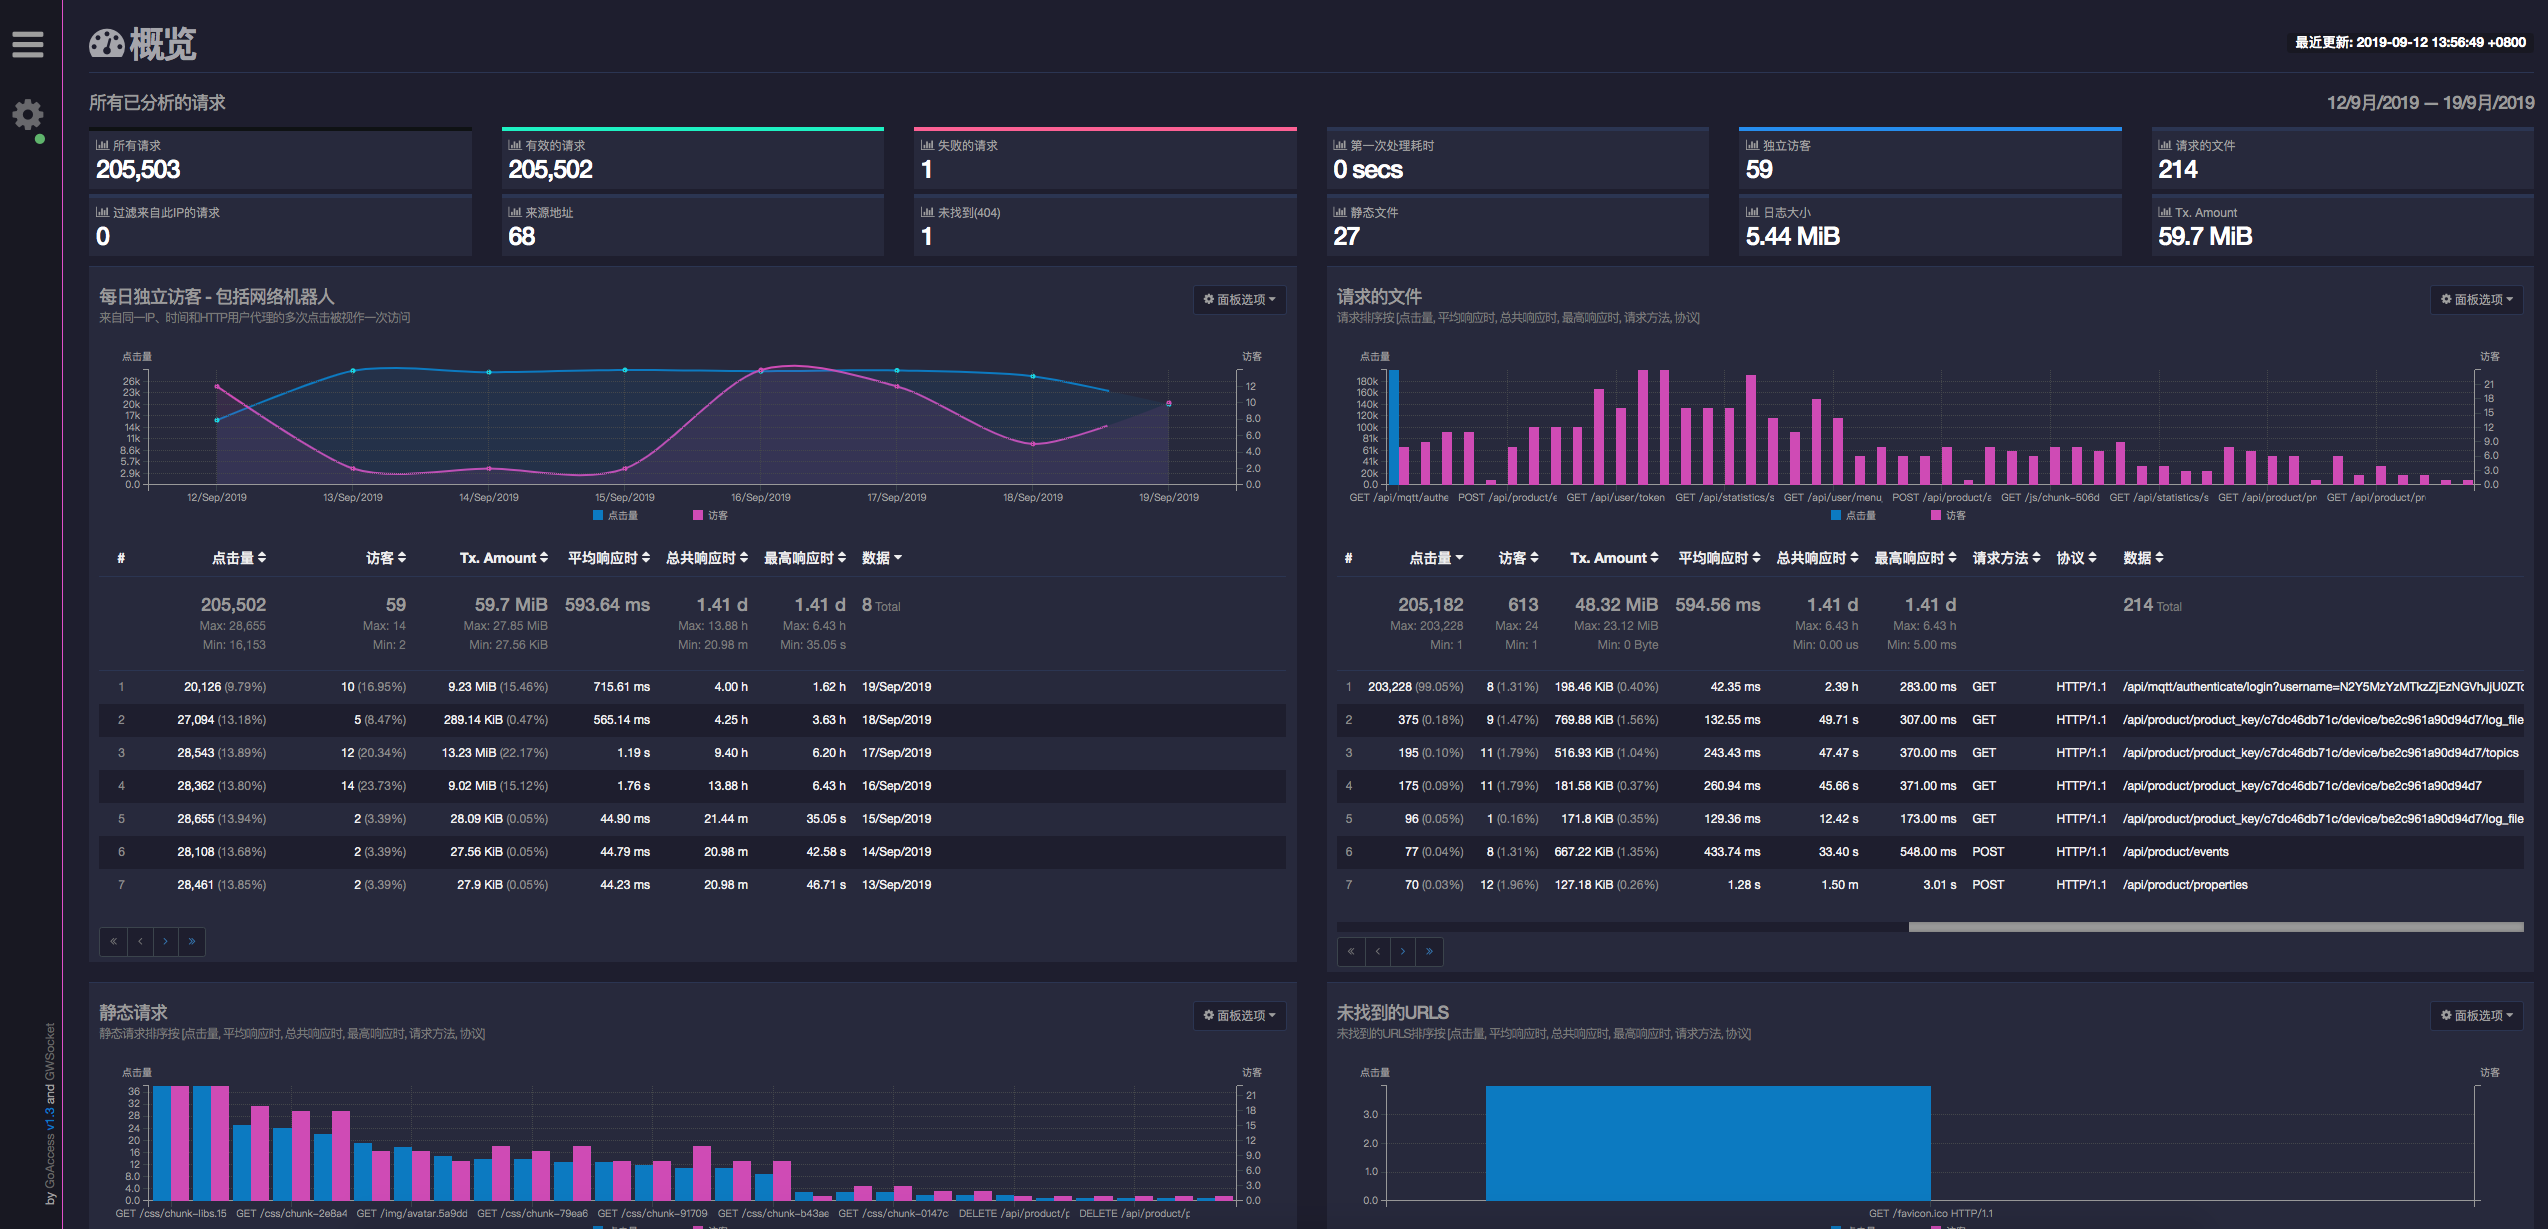 概览
最近更新: 2019-09-12 13:56:49 +0800
所有已分析的请求
12/9月/2019 — 19/9月/2019
所有请求
205,503
有效的请求
205,502
失败的请求
1
第一次处理耗时
0 secs
独立访客
59
请求的文件
214
过滤来自此IP的请求
0
来源地址
68
未找到(404)
1
静态文件
27
日志大小
5.44 MiB
Tx. Amount
59.7 MiB
每日独立访客 - 包括网络机器人
面板选项
来自同一IP、时间和HTTP用户代理的多次点击被视作一次访问
点击量 访客
26k
23k
20k
17k
14k
11k
8.6k
5.7k
2.9k
0.0
12
10
8.0
6.0
4.0
2.0
0.0
12/Sep/2019 13/Sep/2019 14/Sep/2019 15/Sep/2019 16/Sep/2019 17/Sep/2019 18/Sep/2019 19/Sep/2019
点击量 访客
# 点击量 访客 Tx. Amount 平均响应时 总共响应时 最高响应时 数据
205,502 59 59.7 MiB 593.64 ms 1.41 d 1.41 d 8 Total
Max: 28,655 Max: 14 Max: 27.85 MiB Max: 13.88 h Max: 6.43 h
Min: 16,153 Min: 2 Min: 27.56 KiB Min: 20.98 m Min: 35.05 s
1 20,126 (9.79%) 10 (16.95%) 9.23 MiB (15.46%) 715.61 ms 4.00 h 1.62 h 19/Sep/2019
2 27,094 (13.18%) 5 (8.47%) 289.14 KiB (0.47%) 565.14 ms 4.25 h 3.63 h 18/Sep/2019
3 28,543 (13.89%) 12 (20.34%) 13.23 MiB (22.17%) 1.19 s 9.40 h 6.20 h 17/Sep/2019
4 28,362 (13.80%) 14 (23.73%) 9.02 MiB (15.12%) 1.76 s 13.88 h 6.43 h 16/Sep/2019
5 28,655 (13.94%) 2 (3.39%) 28.09 KiB (0.05%) 44.90 ms 21.44 m 35.05 s 15/Sep/2019
6 28,108 (13.68%) 2 (3.39%) 27.56 KiB (0.05%) 44.79 ms 20.98 m 42.58 s 14/Sep/2019
7 28,461 (13.85%) 2 (3.39%) 27.9 KiB (0.05%) 44.23 ms 20.98 m 46.71 s 13/Sep/2019
« ‹ › »
请求的文件
面板选项
请求排序按 [点击量, 平均响应时, 总共响应时, 最高响应时, 请求方法, 协议]
点击量 访客
180k
160k
140k
120k
100k
81k
61k
41k
20k
0.0
21
18
15
12
9.0
6.0
3.0
0.0
GET /api/mqtt/authe POST /api/product/e GET /api/user/token GET /api/statistics/s GET /api/user/menu, POST /api/product/a GET /js/chunk-506d GET /api/statistics/s GET /api/product/pr GET /api/product/pr
点击量 访客
# 点击量 访客 Tx. Amount 平均响应时 总共响应时 最高响应时 请求方法 协议 数据
205,182 613 48.32 MiB 594.56 ms 1.41 d 1.41 d 214 Total
Max: 203,228 Max: 24 Max: 23.12 MiB Max: 6.43 h Max: 6.43 h
Min: 1 Min: 1 Min: 0 Byte Min: 0.00 us Min: 5.00 ms
1 203,228 (99.05%) 8 (1.31%) 198.46 KiB (0.40%) 42.35 ms 2.39 h 283.00 ms GET HTTP/1.1 /api/mqtt/authenticate/login?username=N2Y5MzYzMTkzZjEzNGVhJjU0ZTc
2 375 (0.18%) 9 (1.47%) 769.88 KiB (1.56%) 132.55 ms 49.71 s 307.00 ms GET HTTP/1.1 /api/product/product_key/c7dc46db71c/device/be2c961a90d94d7/log_file
3 195 (0.10%) 11 (1.79%) 516.93 KiB (1.04%) 243.43 ms 47.47 s 370.00 ms GET HTTP/1.1 /api/product/product_key/c7dc46db71c/device/be2c961a90d94d7/topics
4 175 (0.09%) 11 (1.79%) 181.58 KiB (0.37%) 260.94 ms 45.66 s 371.00 ms GET HTTP/1.1 /api/product/product_key/c7dc46db71c/device/be2c961a90d94d7
5 96 (0.05%) 1 (0.16%) 171.8 KiB (0.35%) 129.36 ms 12.42 s 173.00 ms GET HTTP/1.1 /api/product/product_key/c7dc46db71c/device/be2c961a90d94d7/log_file
6 77 (0.04%) 8 (1.31%) 667.22 KiB (1.35%) 433.74 ms 33.40 s 548.00 ms POST HTTP/1.1 /api/product/events
7 70 (0.03%) 12 (1.96%) 127.18 KiB (0.26%) 1.28 s 1.50 m 3.01 s POST HTTP/1.1 /api/product/properties
« ‹ › »
静态请求
面板选项
静态请求排序按 [点击量, 平均响应时, 总共响应时, 最高响应时, 请求方法, 协议]
点击量 访客
36
32
28
24
20
16
12
8.0
4.0
0.0
21
18
15
12
9.0
6.0
3.0
0.0
GET /css/chunk-libs.15 GET /css/chunk-2e8a4 GET /img/avatar.5a9dd GET /css/chunk-79ea6 GET /css/chunk-91709 GET /css/chunk-b43ae GET /css/chunk-0147c DELETE /api/product/p DELETE /api/product/p
点击量 访客
未找到的URLS
面板选项
未找到的URLS排序按 [点击量, 平均响应时, 总共响应时, 最高响应时, 请求方法, 协议]
点击量 访客
3.0
2.0
1.0
0.0
GET /favicon.ico HTTP/1.1
点击量 访客
by GoAccess v1.3 and GWSocket